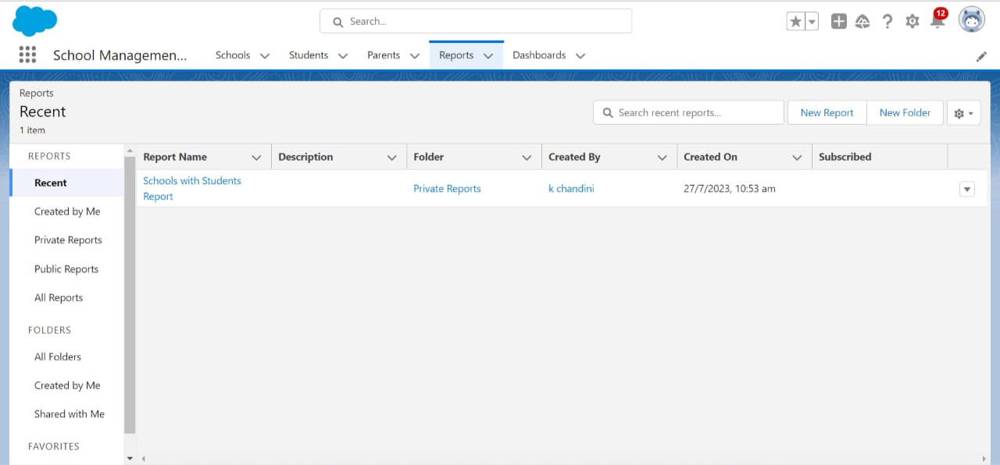 Search...
12
School Managemen...
Schools
Students
Parents
Reports
Dashboards
Reports
Recent
1 item
Search recent reports...
New Report
New Folder
REPORTS
Recent
Created by Me
Private Reports
Public Reports
All Reports
FOLDERS
All Folders
Created by Me
Shared with Me
FAVORITES
Report Name
Description
Folder
Created By
Created On
Subscribed
Schools with Students
Report
Private Reports
k chandini
27/7/2023, 10:53 am